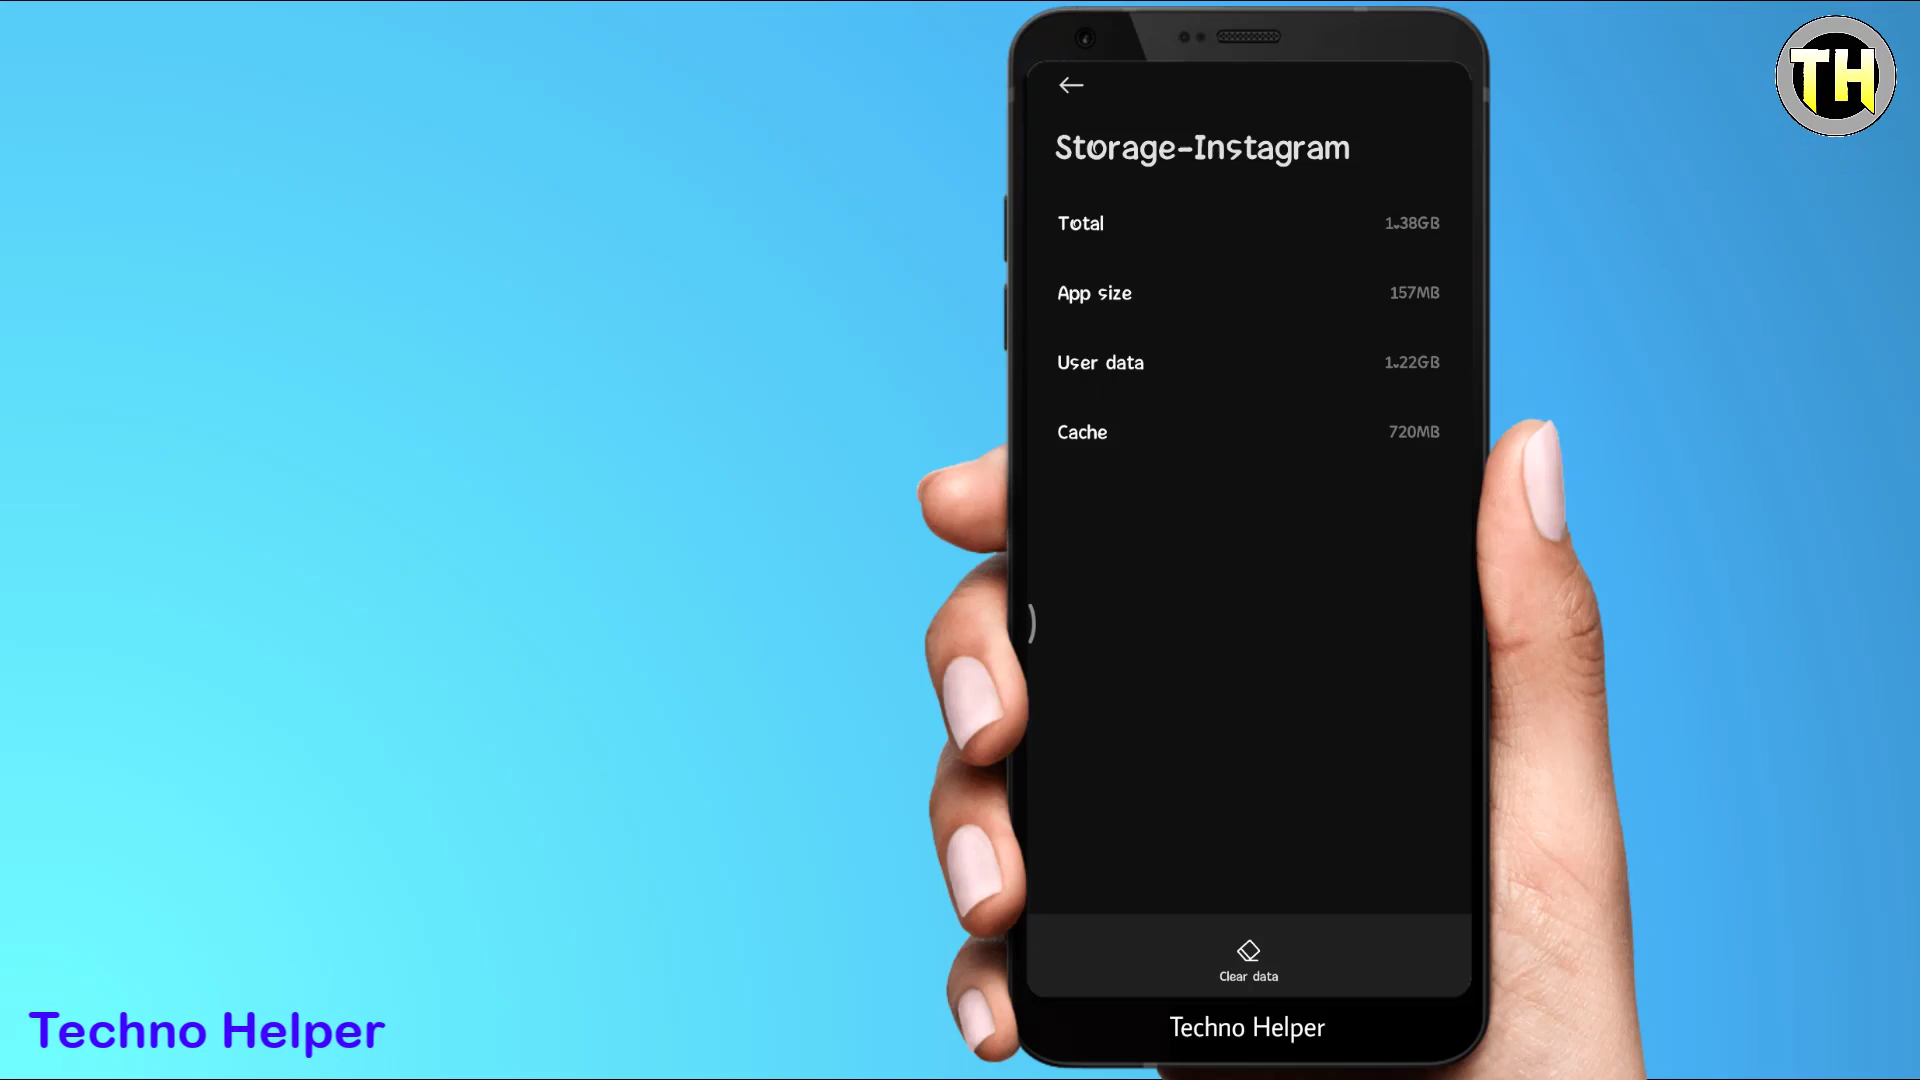 TH
Storage-Instagram
Total 1.38GB
App size 157MB
User data 1.22GB
Cache 720MB
Clear data
Techno Helper
Techno Helper